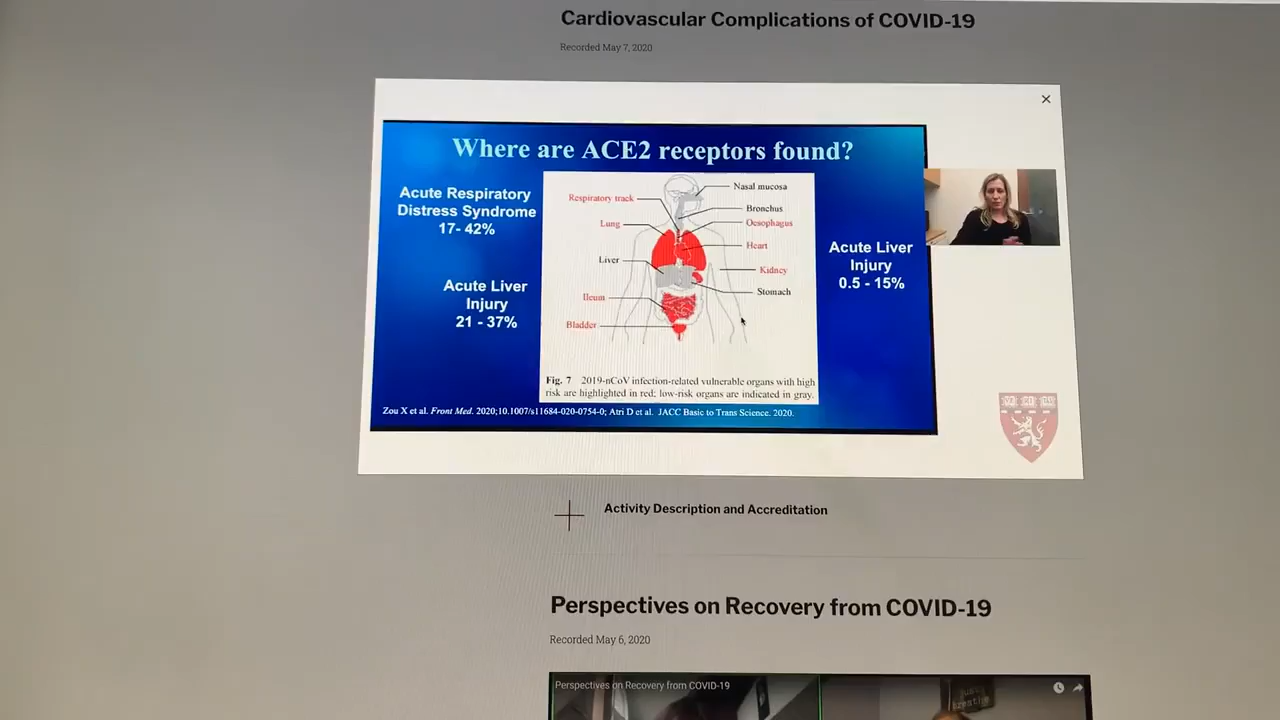 Cardiovascular Complications of COVID-19
Recorded May 7, 2020
Where are ACE2 receptors found?
Acute Respiratory
Distress Syndrome
17- 42%
Acute Liver
Injury
21 - 37%
Respiratory track
Lung
Liver
Ileum
Bladder
Nasal mucosa
Bronchus
Oesophagus
Heart
Kidney
Stomach
Acute Liver
Injury
0.5 - 15%
Fig. 7 2019-nCoV infection-related vulnerable organs with high
risk are highlighted in red; low-risk organs are indicated in gray.
Zou X et al. Front Med. 2020;10.1007/s11684-020-0754-0; Atri D et al. JACC Basic to Trans Science. 2020.
Activity Description and Accreditation
Perspectives on Recovery from COVID-19
Recorded May 6, 2020
Perspectives on Recovery from COVID-19
just
breathe